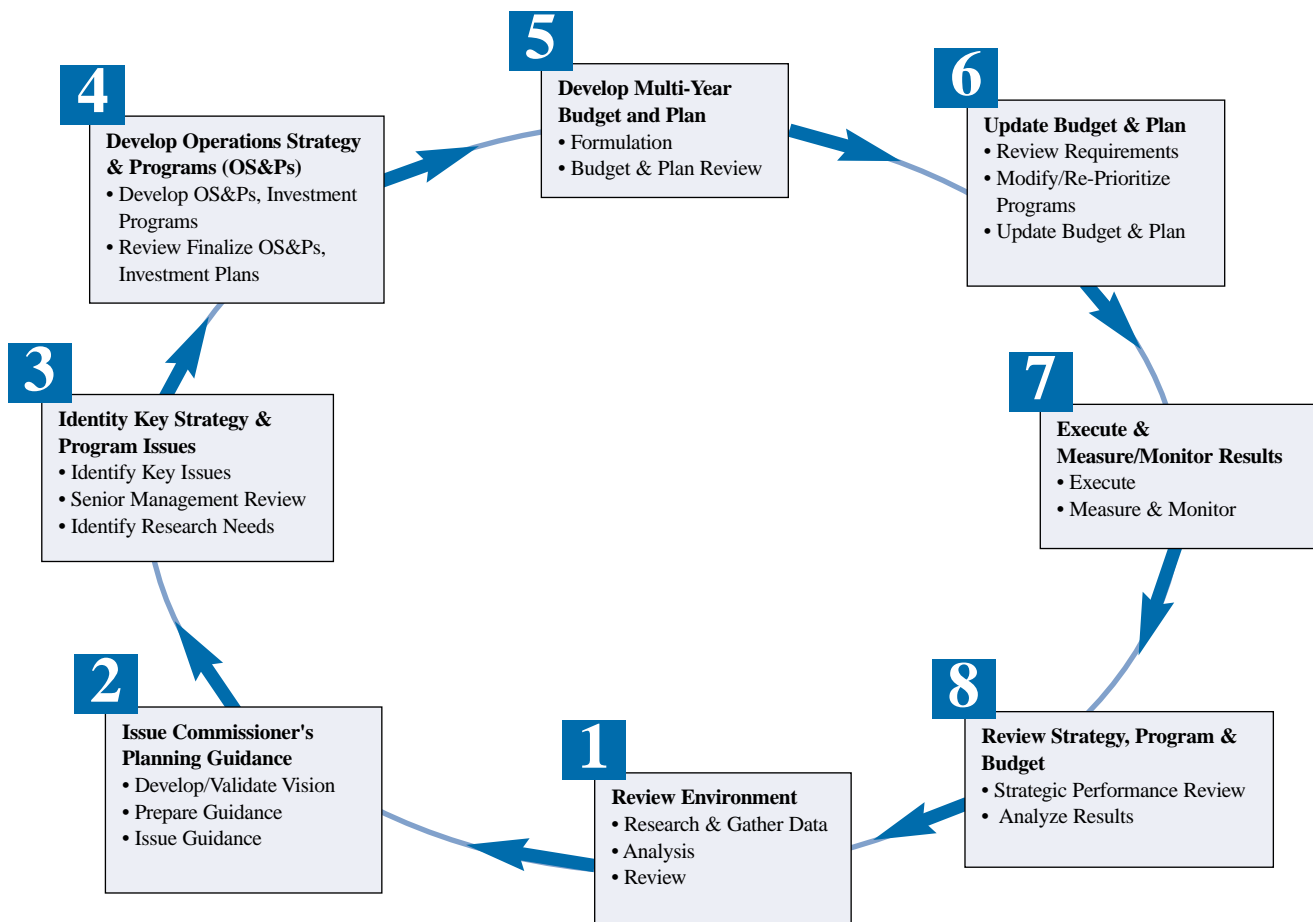 5
Develop Multi-Year
Budget and Plan
• Formulation
• Budget & Plan Review
4
Develop Operations Strategy
& Programs (OS&Ps)
• Develop OS&Ps, Investment
Programs
• Review Finalize OS&Ps,
Investment Plans
6
Update Budget & Plan
• Review Requirements
• Modify/Re-Prioritize
Programs
• Update Budget & Plan
3
Identity Key Strategy &
Program Issues
• Identify Key Issues
• Senior Management Review
• Identify Research Needs
7
Execute &
Measure/Monitor Results
• Execute
• Measure & Monitor
2
Issue Commissioner's
Planning Guidance
• Develop/Validate Vision
• Prepare Guidance
• Issue Guidance
1
Review Environment
• Research & Gather Data
• Analysis
• Review
8
Review Strategy, Program &
Budget
• Strategic Performance Review
• Analyze Results